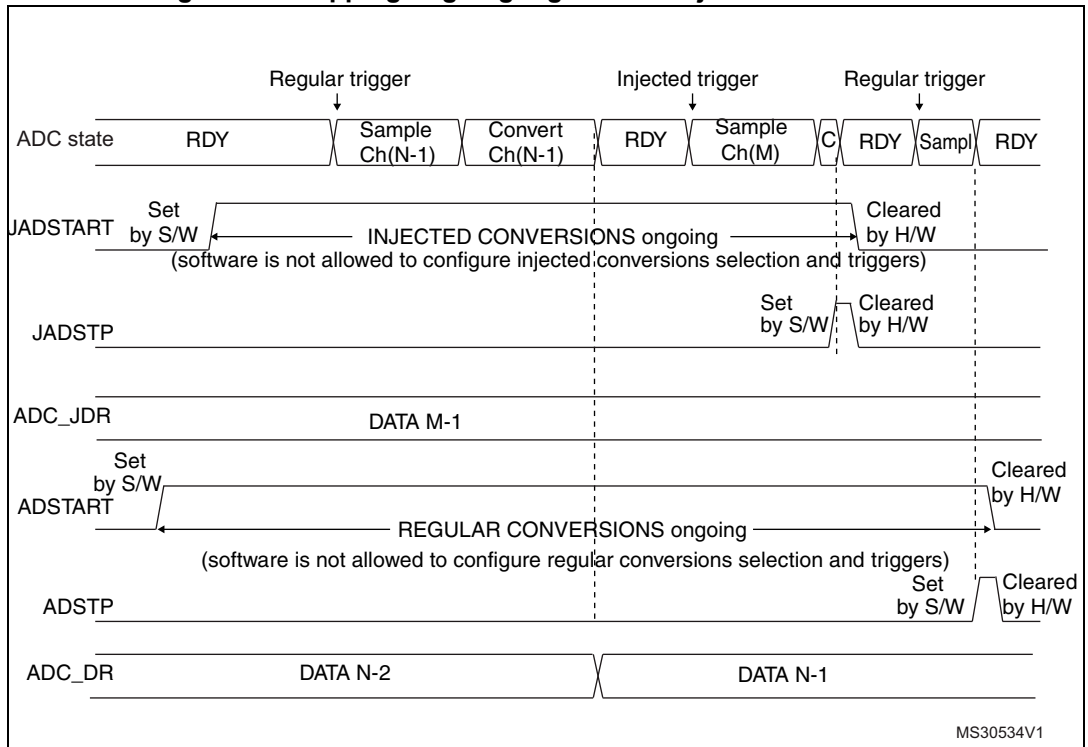 Regular trigger Injected trigger Regular trigger
ADC state RDY Sample Ch(N-1) Convert Ch(N-1) RDY Sample Ch(M) C RDY Sampl RDY
JADSTART Set by S/W INJECTED CONVERSIONS ongoing Cleared by H/W
(software is not allowed to configure injected conversions selection and triggers)
JADSTP Set by S/W Cleared by H/W
ADC_JDR DATA M-1
ADSTART Set by S/W REGULAR CONVERSIONS ongoing Cleared by H/W
(software is not allowed to configure regular conversions selection and triggers)
ADSTP Set by S/W Cleared by H/W
ADC_DR DATA N-2 DATA N-1
MS30534V1